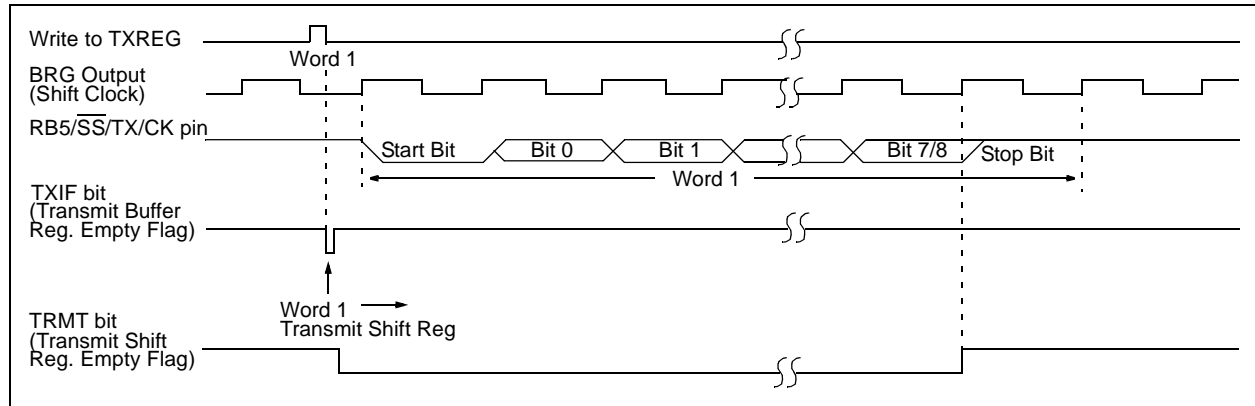 Write to TXREG
Word 1
BRG Output
(Shift Clock)
RB5/SS/TX/CK pin
Start Bit
Bit 0
Bit 1
Bit 7/8
Stop Bit
Word 1
TXIF bit
(Transmit Buffer
Reg. Empty Flag)
Word 1
Transmit Shift Reg
TRMT bit
(Transmit Shift
Reg. Empty Flag)